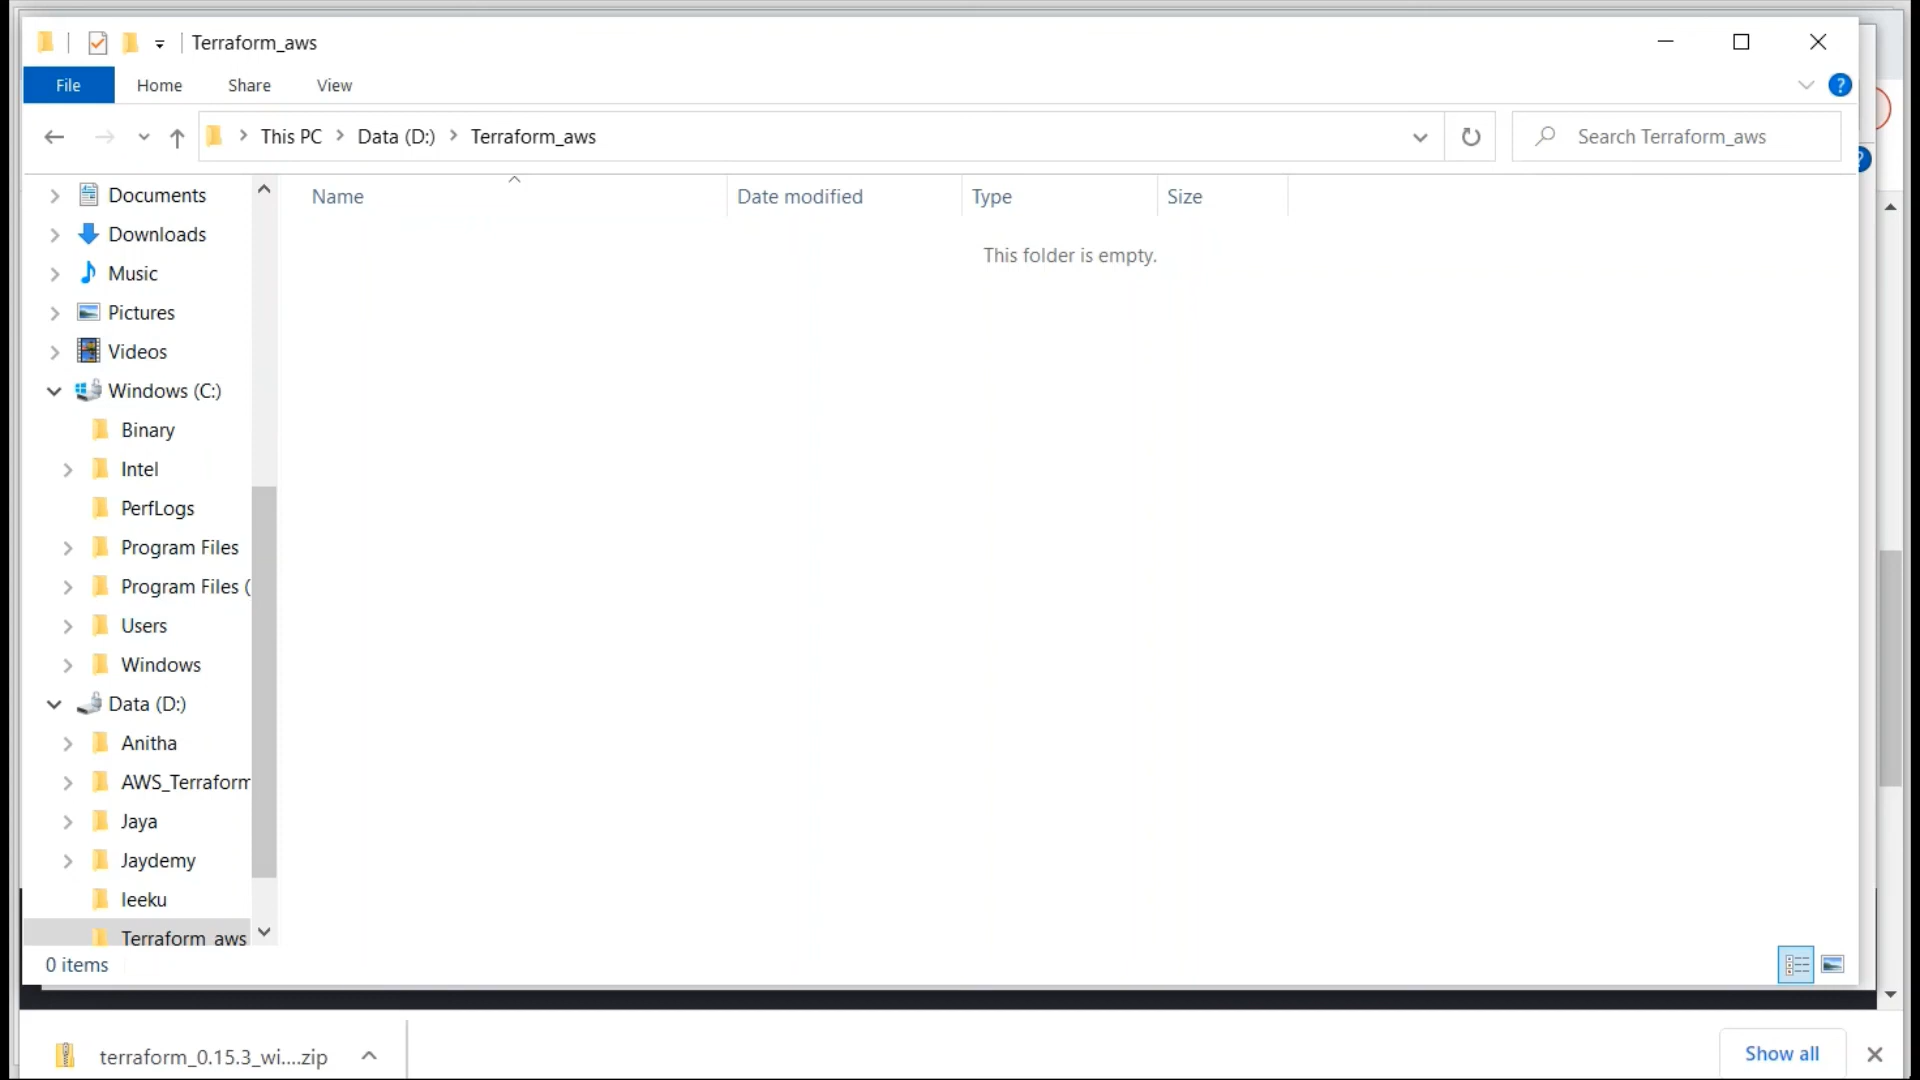 Terraform_aws
File Home Share View
This PC Data (D:) Terraform_aws Search Terraform_aws
Name Date modified Type Size
This folder is empty.
Documents
Downloads
Music
Pictures
Videos
Windows (C:)
Binary
Intel
PerfLogs
Program Files
Program Files (
Users
Windows
Data (D:)
Anitha
AWS_Terraform
Jaya
Jaydemy
leeku
Terraform_aws
0 items
terraform_0.15.3_wi....zip Show all